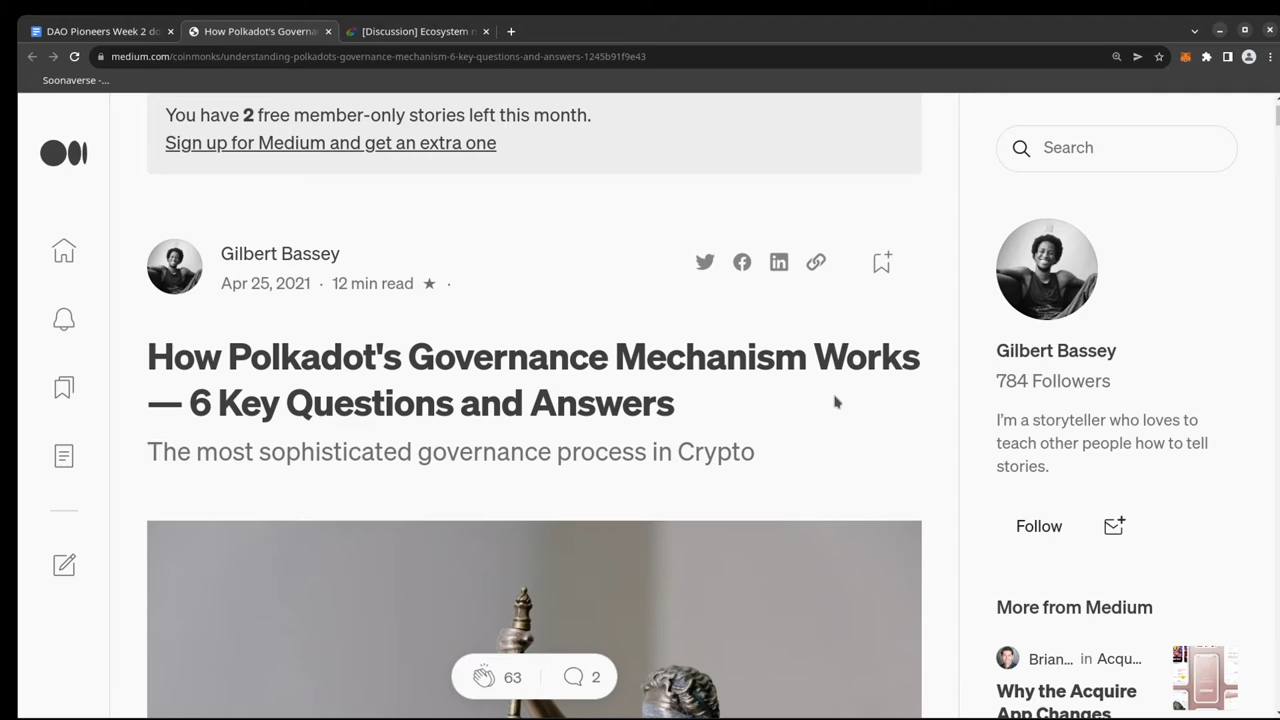 DAO Pioneers Week 2 do
How Polkadot's Governa
[Discussion] Ecosystem
medium.com/coinmonks/understanding-polkadots-governance-mechanism-6-key-questions-and-answers-1245b91f9e43
Soonaverse -...
You have 2 free member-only stories left this month.
Sign up for Medium and get an extra one
Search
Gilbert Bassey
Apr 25, 2021 · 12 min read ★ ·
How Polkadot's Governance Mechanism Works
— 6 Key Questions and Answers
The most sophisticated governance process in Crypto
63
2
Gilbert Bassey
784 Followers
I'm a storyteller who loves to
teach other people how to tell
stories.
Follow
More from Medium
Brian... in Acqu...
Why the Acquire
App Changes